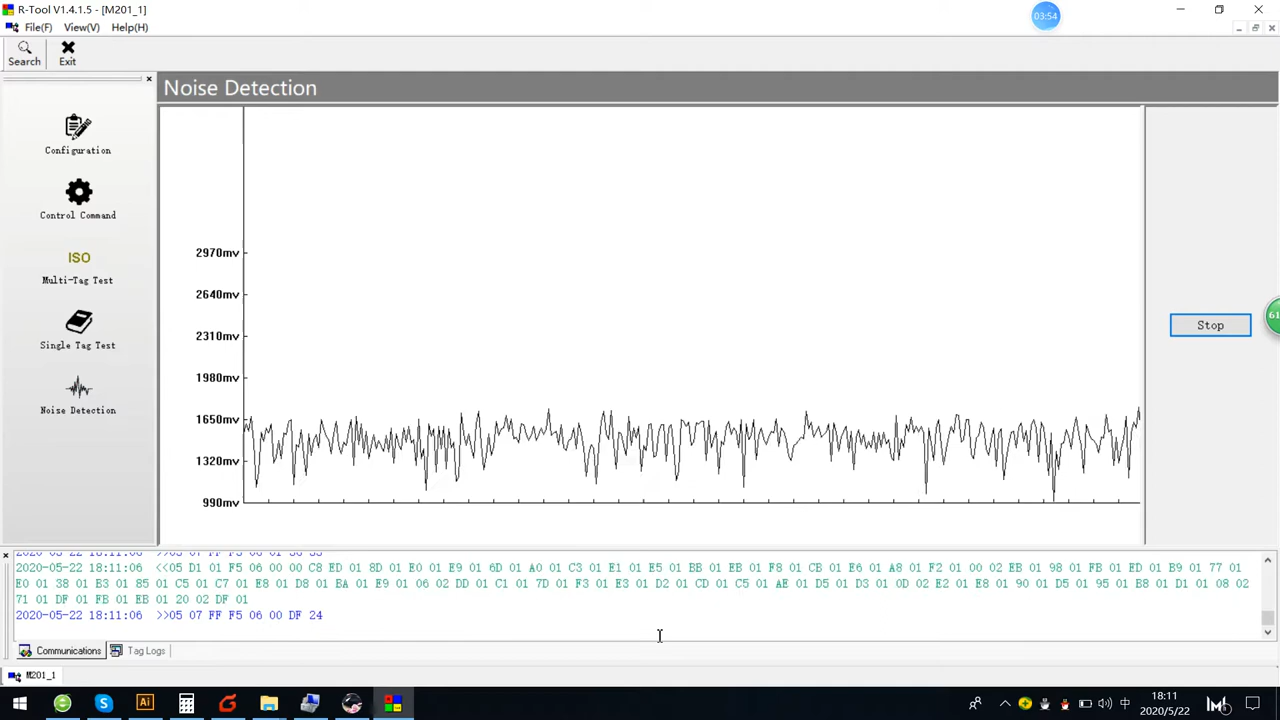 R-Tool V1.4.1.5 - [M201_1]
03:54
File(F) View(V) Help(H)
Search Exit
Noise Detection
Configuration
Control Command
ISO
Multi-Tag Test
Single Tag Test
Noise Detection
2970mv
2640mv
2310mv
1980mv
1650mv
1320mv
990mv
Stop
61
2020-05-22 18:11:06 <<05 D1 01 F5 06 00 00 C8 ED 01 8D 01 E0 01 E9 01 6D 01 A0 01 C3 01 E1 01 E5 01 BB 01 EB 01 F8 01 CB 01 E6 01 A8 01 F2 01 00 02 EB 01 98 01 FB 01 ED 01 B9 01 77 01
E0 01 38 01 B3 01 85 01 C5 01 C7 01 E8 01 D8 01 BA 01 E9 01 06 02 DD 01 C1 01 7D 01 F3 01 E3 01 D2 01 CD 01 C5 01 AE 01 D5 01 D3 01 0D 02 E2 01 E8 01 90 01 D5 01 95 01 B8 01 D1 01 08 02
71 01 DF 01 FB 01 EB 01 20 02 DF 01
2020-05-22 18:11:06 >>05 07 FF F5 06 00 DF 24
Communications Tag Logs
M201_1
Ai
中
18:11
2020/5/22